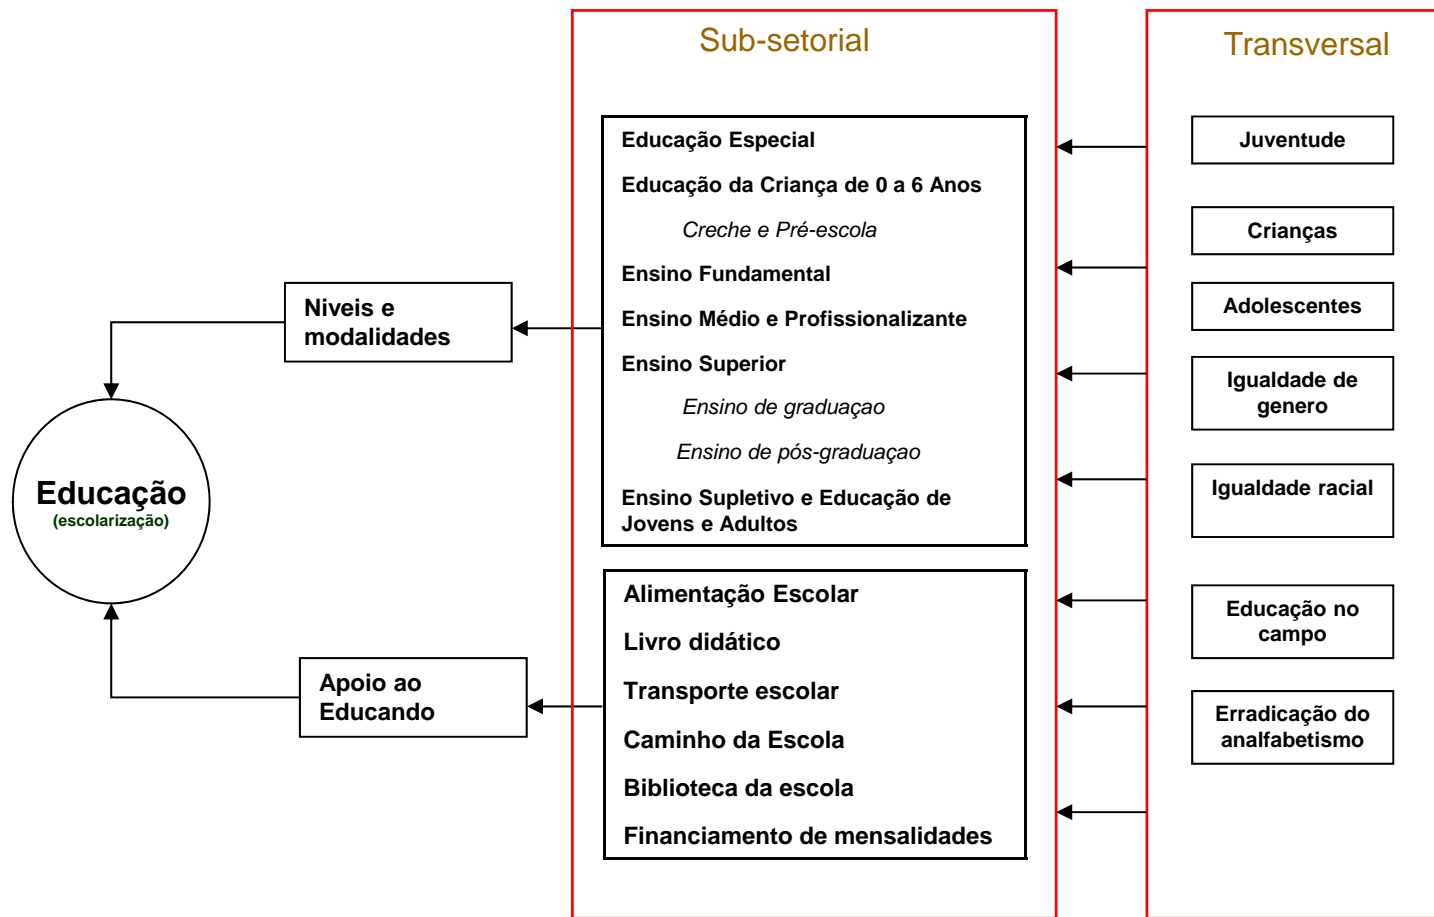 Sub-setorial
Transversal
Educação Especial
Educação da Criança de 0 a 6 Anos
Creche e Pré-escola
Ensino Fundamental
Ensino Médio e Profissionalizante
Ensino Superior
Ensino de graduaçao
Ensino de pós-graduaçao
Ensino Supletivo e Educação de
Jovens e Adultos
Alimentação Escolar
Livro didático
Transporte escolar
Caminho da Escola
Biblioteca da escola
Financiamento de mensalidades
Niveis e
modalidades
Educação
(escolarização)
Apoio ao
Educando
Juventude
Crianças
Adolescentes
Igualdade de
genero
Igualdade racial
Educação no
campo
Erradicação do
analfabetismo